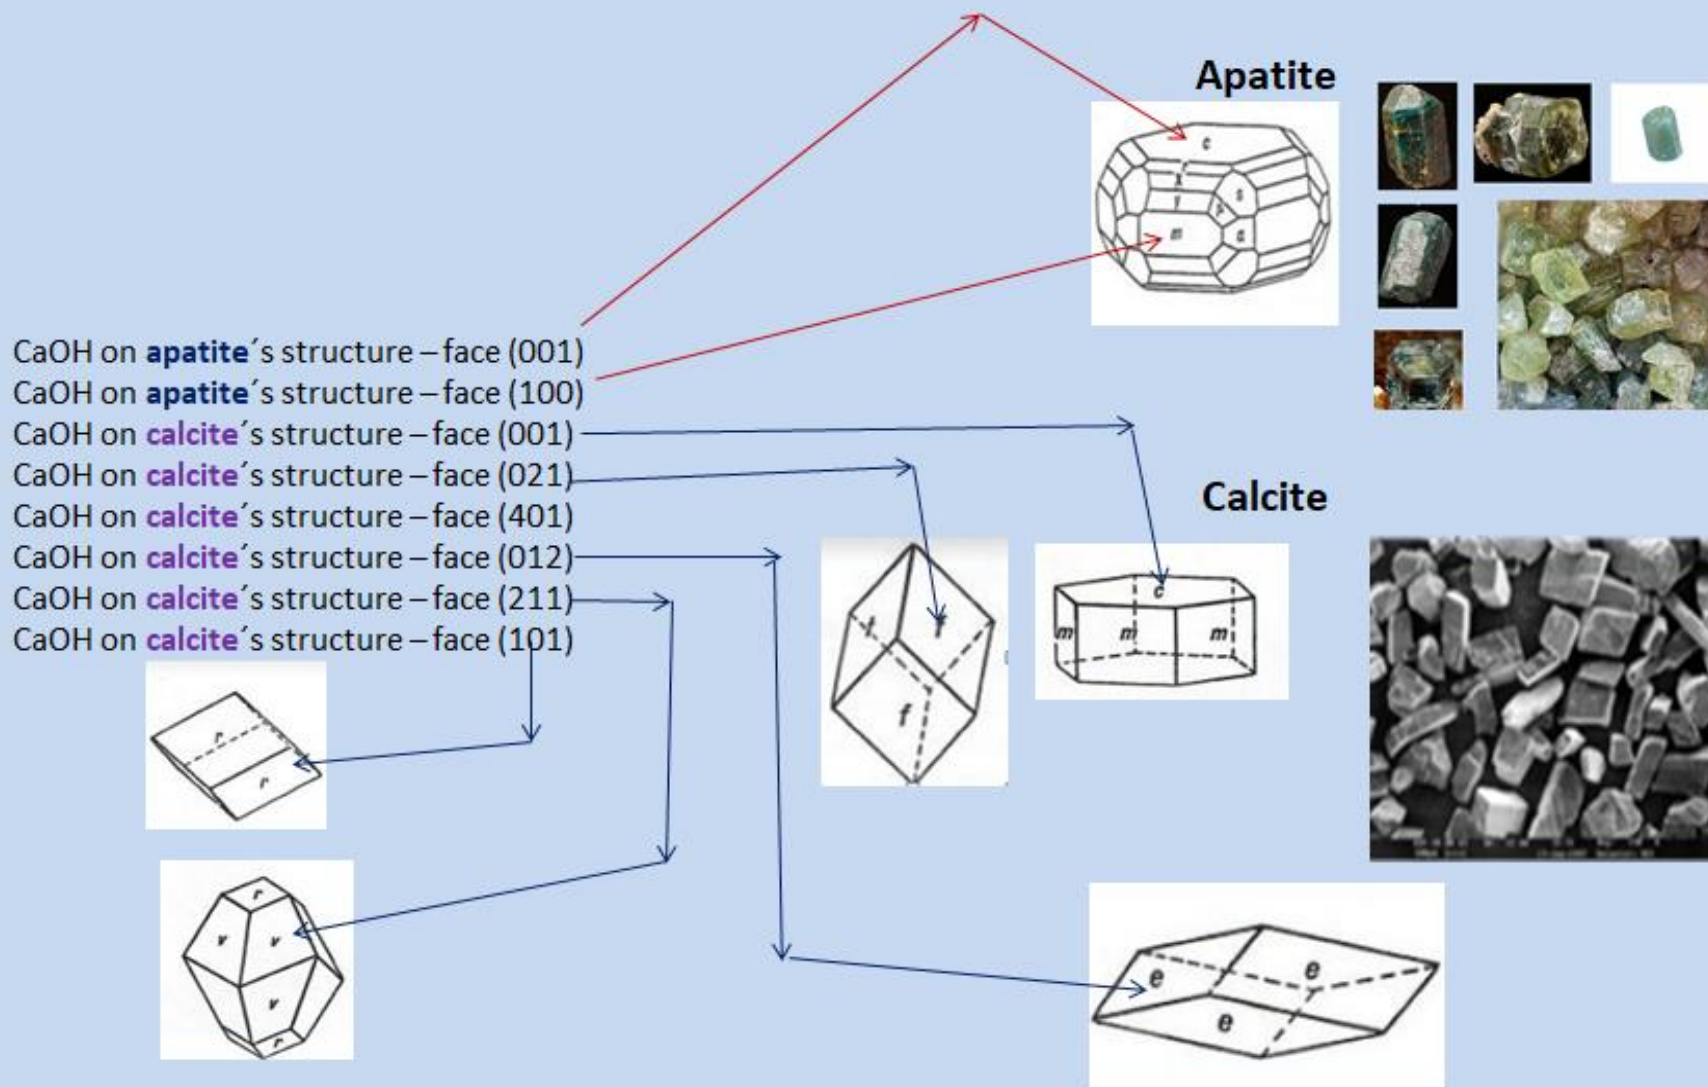 Apatite
c
r
x
y
s
m
a
CaOH on apatite´s structure – face (001)
CaOH on apatite´s structure – face (100)
CaOH on calcite´s structure – face (001)
CaOH on calcite´s structure – face (021)
CaOH on calcite´s structure – face (401)
CaOH on calcite´s structure – face (012)
CaOH on calcite´s structure – face (211)
CaOH on calcite´s structure – face (101)
Calcite
f
c
m m m
r
r
r
v v
v
r
e e
e